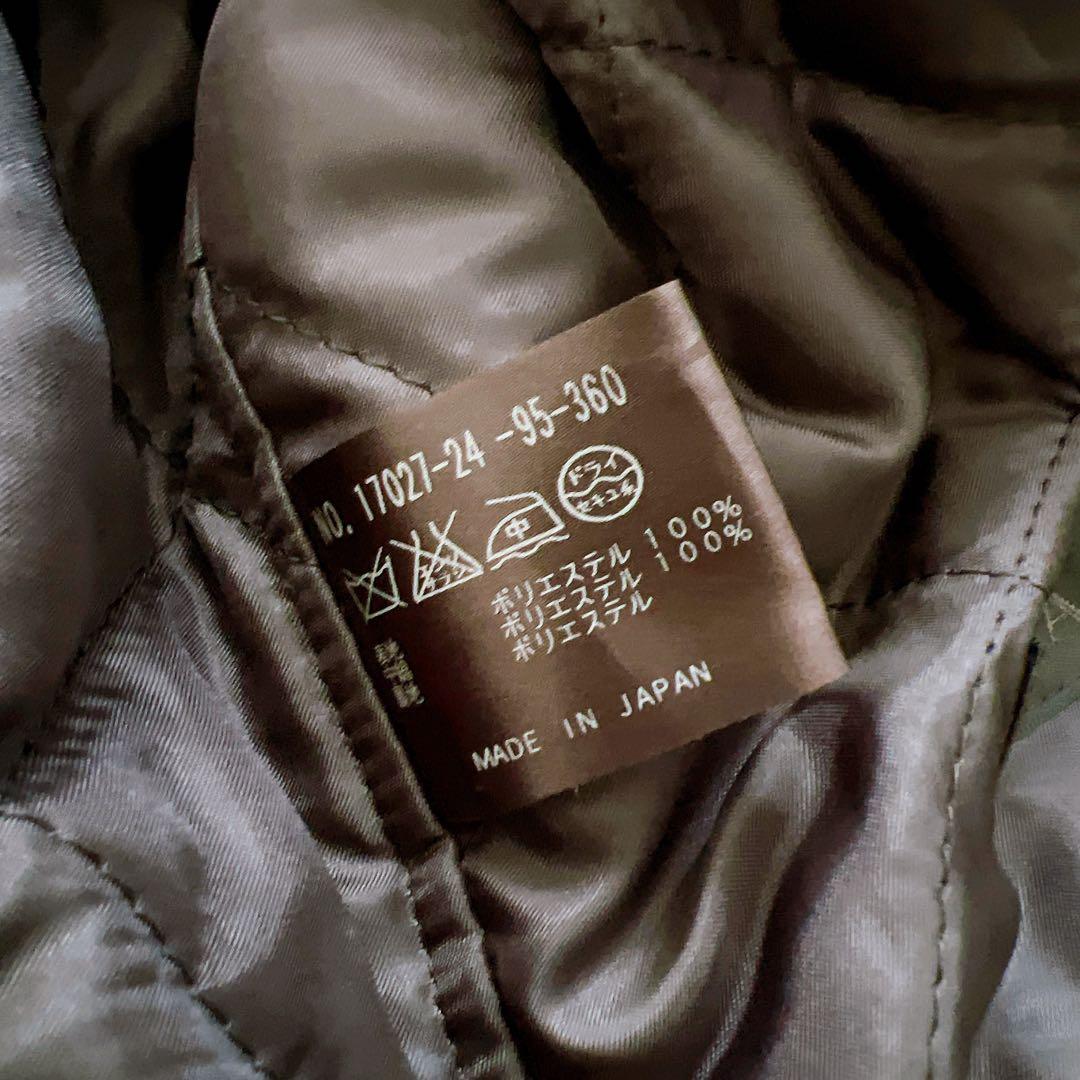 NO. 17027-24 -95-360
中 ドライ
セキユ系
ポリエステル 100%
ポリエステル 100%
ポリエステル
MADE IN JAPAN